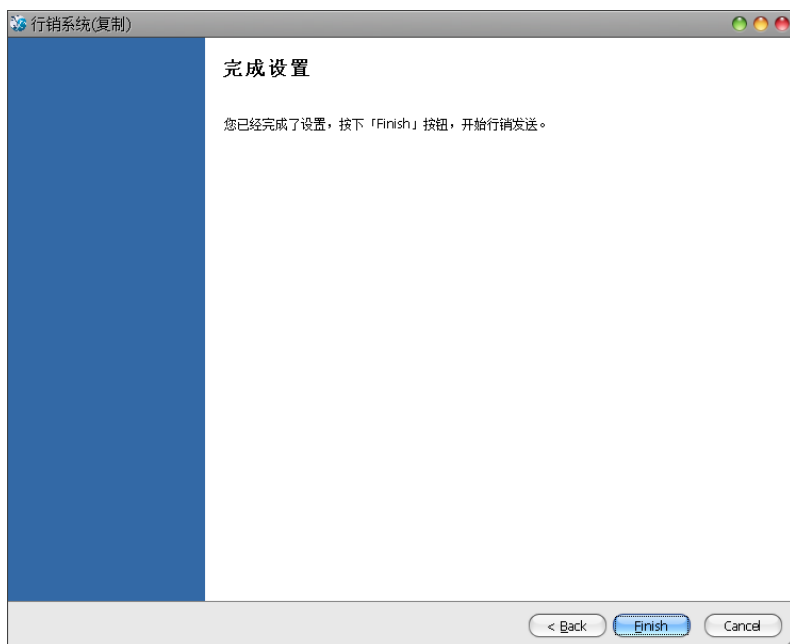 行销系统(复制)
完成设置
您已经完成了设置，按下「Finish」按钮，开始行销发送。
< Back
Finish
Cancel